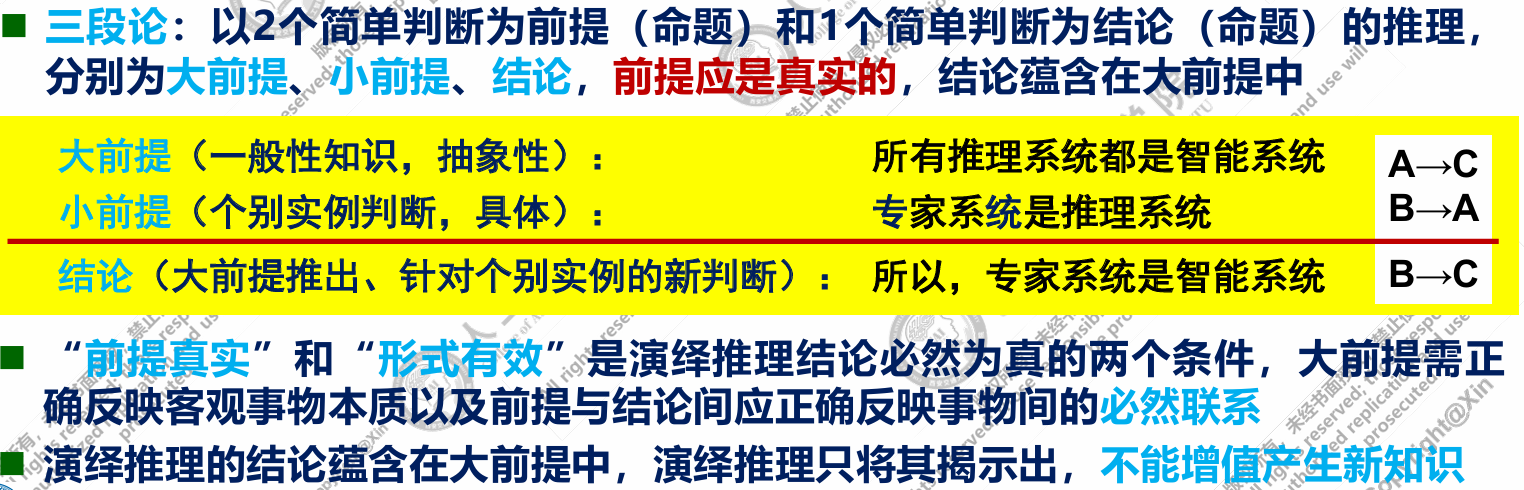 三段论：以2个简单判断为前提（命题）和1个简单判断为结论（命题）的推理，
分别为大前提、小前提、结论，前提应是真实的，结论蕴含在大前提中
大前提（一般性知识，抽象性）： 所有推理系统都是智能系统 A→C
小前提（个别实例判断，具体）： 专家系统是推理系统 B→A
结论（大前提推出、针对个别实例的新判断）： 所以，专家系统是智能系统 B→C
“前提真实”和“形式有效”是演绎推理结论必然为真的两个条件，大前提需正
确反映客观事物本质以及前提与结论间应正确反映事物间的必然联系
演绎推理的结论蕴含在大前提中，演绎推理只将其揭示出，不能增值产生新知识